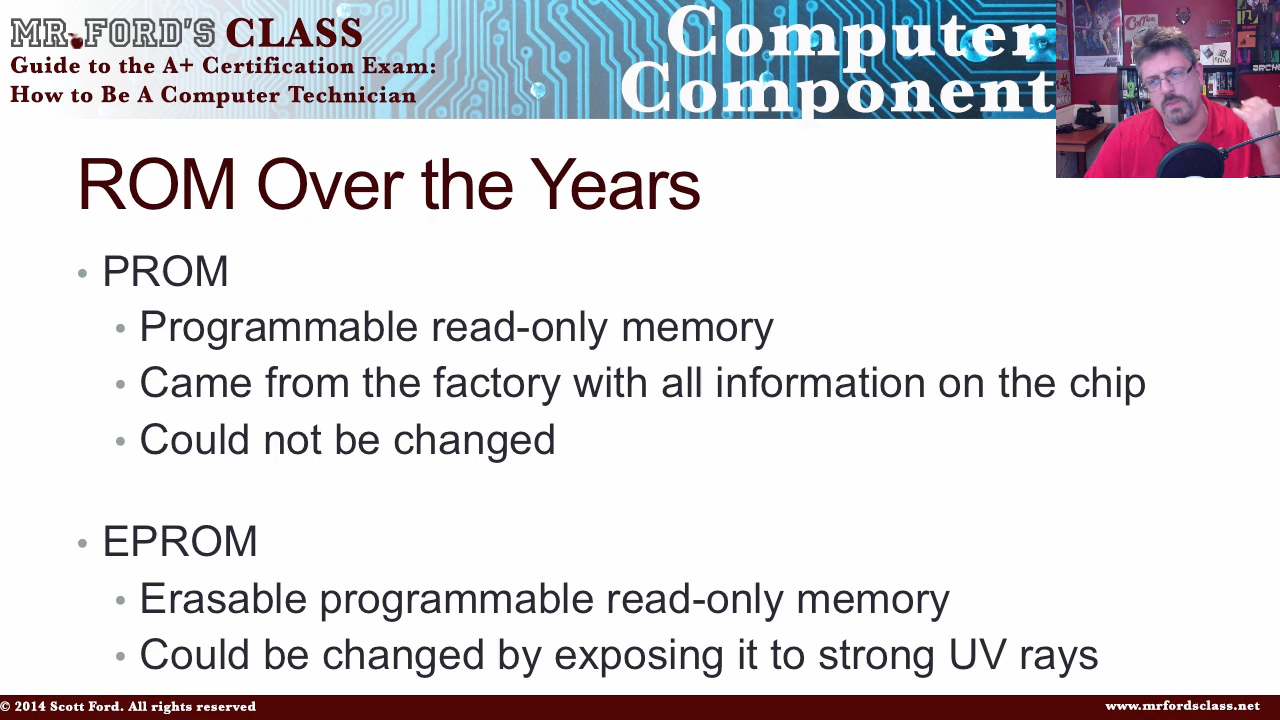 MR. FORD'S CLASS
Guide to the A+ Certification Exam:
How to Be A Computer Technician
Computer
Component
ROM Over the Years
• PROM
• Programmable read-only memory
• Came from the factory with all information on the chip
• Could not be changed
• EPROM
• Erasable programmable read-only memory
• Could be changed by exposing it to strong UV rays
© 2014 Scott Ford. All rights reserved
www.mrfordsclass.net